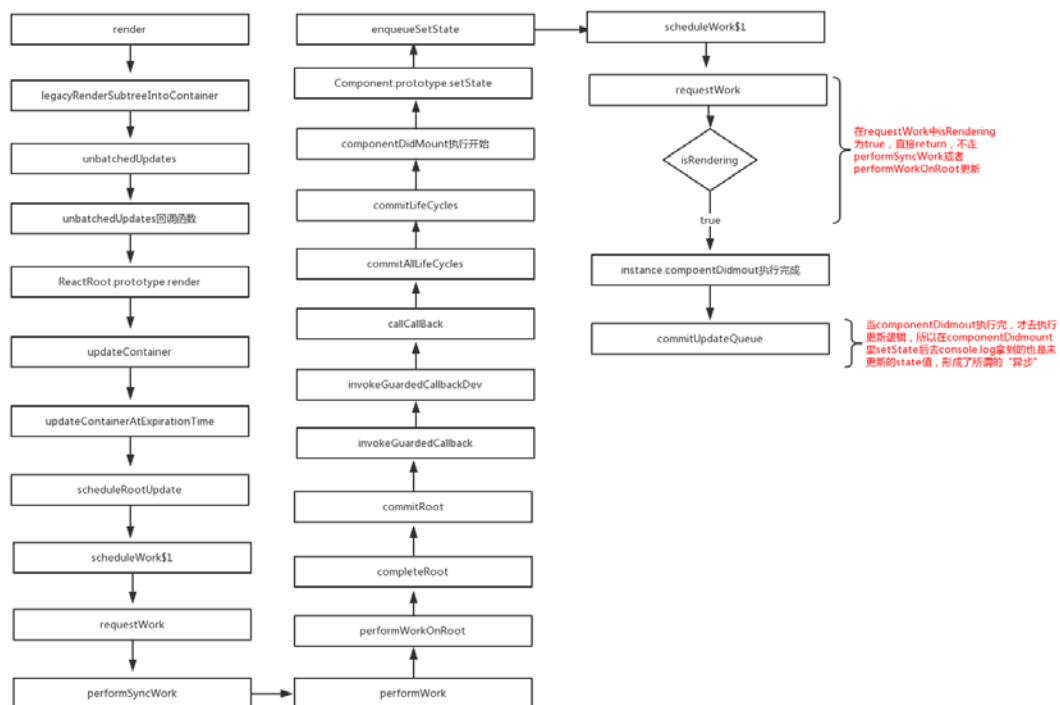 render
legacyRenderSubtreeIntoContainer
unbatchedUpdates
unbatchedUpdates回调函数
ReactRoot.prototype.render
updateContainer
updateContainerAtExpirationTime
scheduleRootUpdate
scheduleWork$1
requestWork
performSyncWork
performWork
performWorkOnRoot
completeRoot
commitRoot
invokeGuardedCallback
invokeGuardedCallbackDev
callCallBack
commitAllLifeCycles
commitLifeCycles
componentDidMount执行开始
Component.prototype.setState
enqueueSetState
scheduleWork$1
requestWork
isRendering
true
在requestWork中isRendering
为true，直接return，不走
performSyncWork或者
performWorkOnRoot更新
instance.compoentDidmout执行完成
commitUpdateQueue
当componentDidmout执行完，才去执行
更新逻辑，所以在componentDidmount
里setState后去console.log拿到的也是未
更新的state值，形成了所谓的“异步”